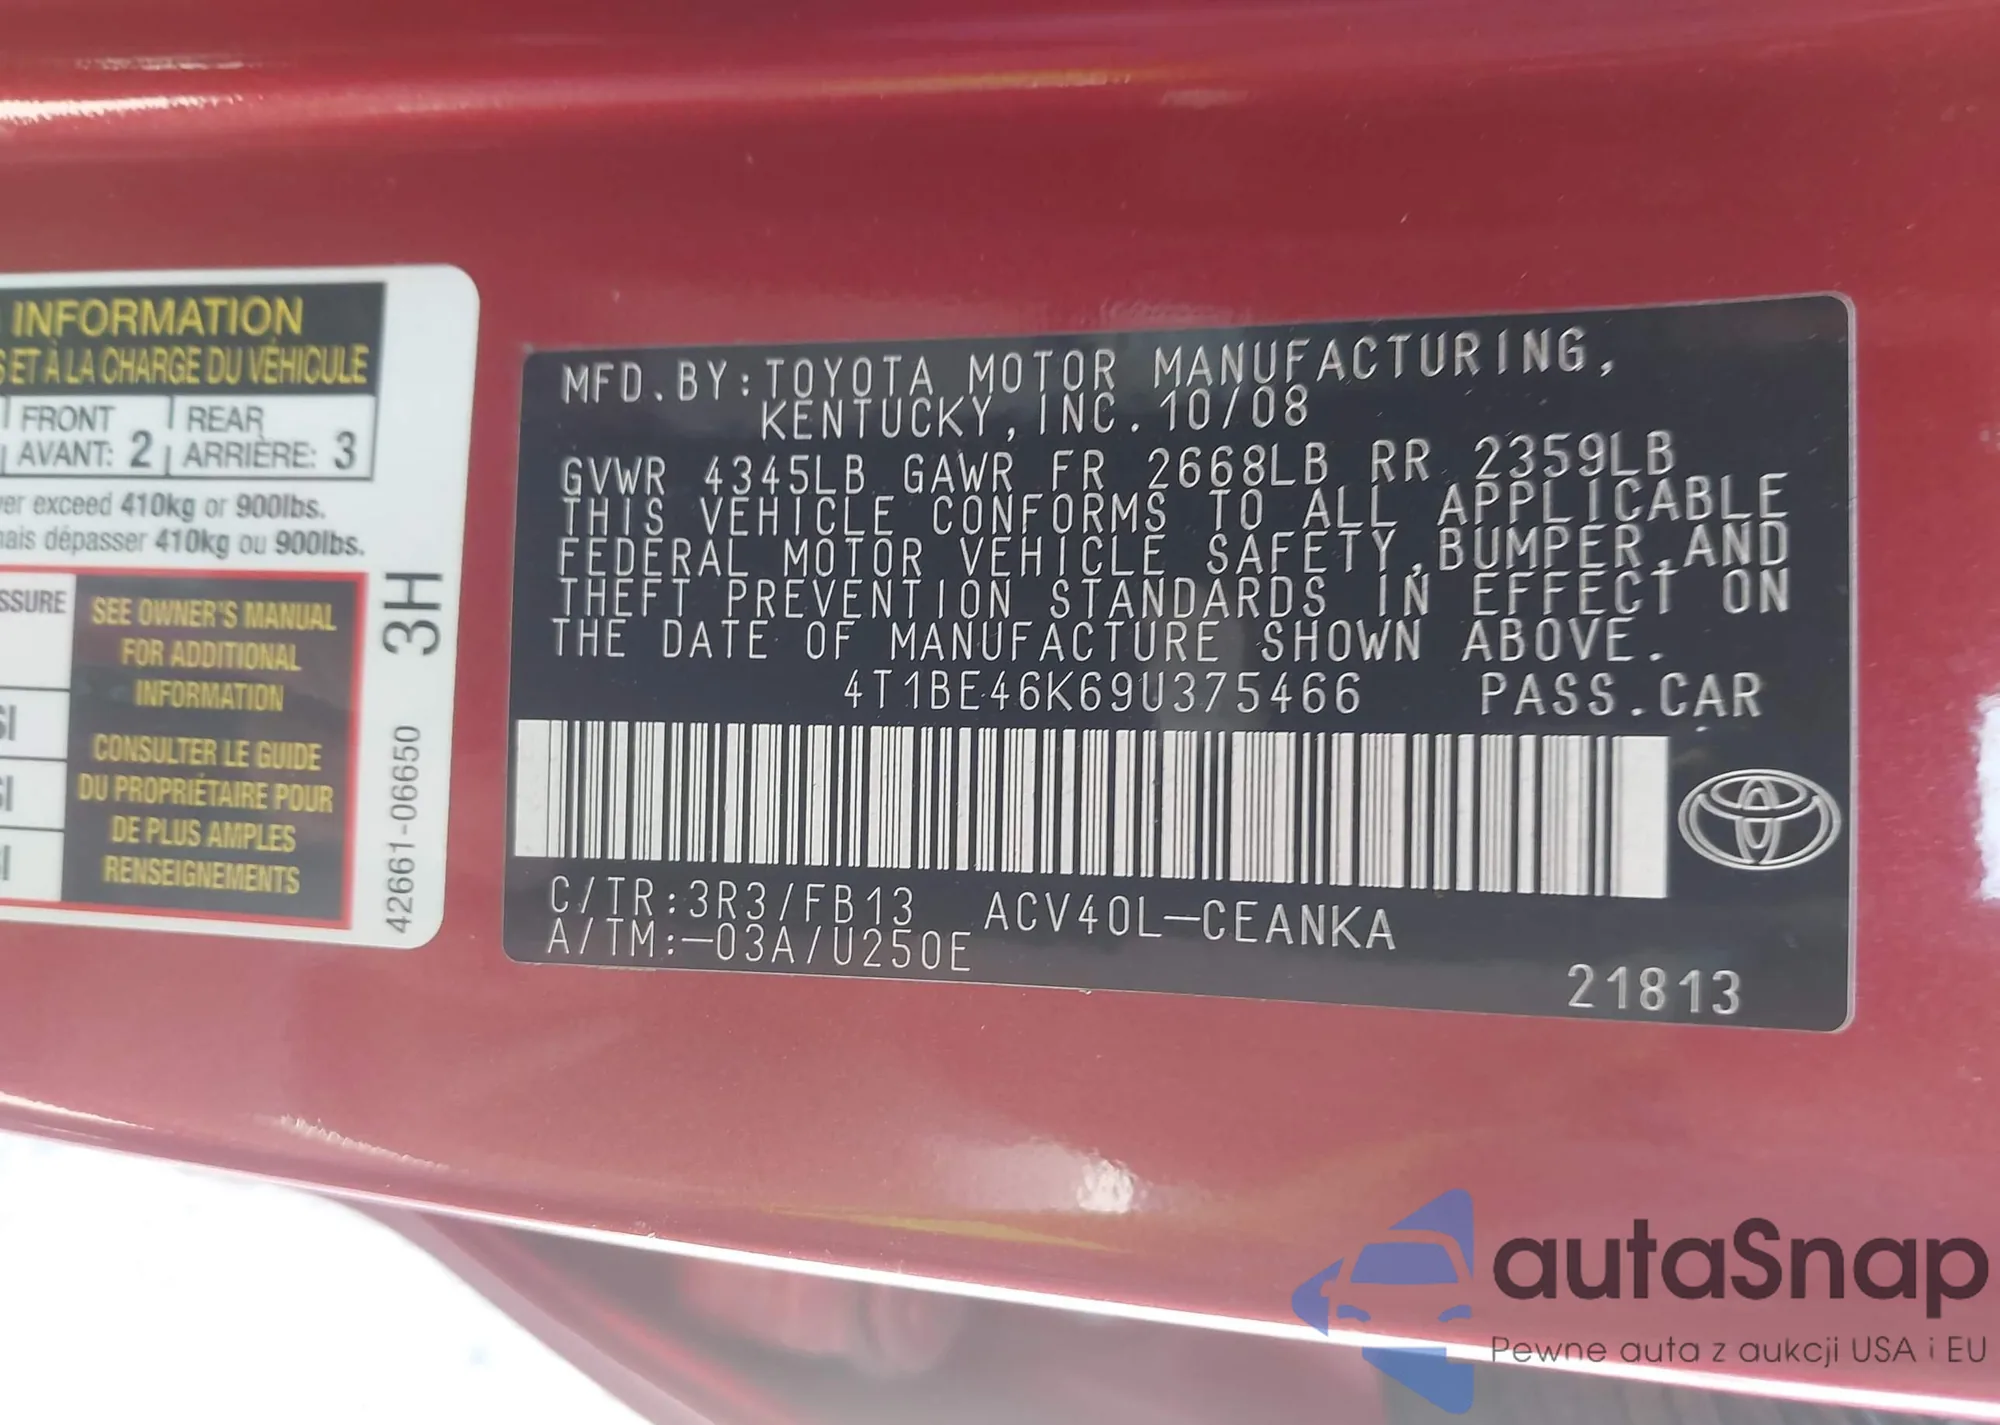 INFORMATION
ET À LA CHARGE DU VÉHICULE
FRONT
AVANT: 2
REAR
ARRIÈRE: 3
exceed 410kg or 900lbs.
dépasser 410kg ou 900lbs.
SEE OWNER'S MANUAL
FOR ADDITIONAL
INFORMATION
CONSULTER LE GUIDE
DU PROPRIÉTAIRE POUR
DE PLUS AMPLES
RENSEIGNEMENTS
3H
42661-06650
MFD.BY:TOYOTA MOTOR MANUFACTURING,
KENTUCKY,INC.10/08
GVWR 4345LB GAWR FR 2668LB RR 2359LB
THIS VEHICLE CONFORMS TO ALL APPLICABLE
FEDERAL MOTOR VEHICLE SAFETY,BUMPER,AND
THEFT PREVENTION STANDARDS IN EFFECT ON
THE DATE OF MANUFACTURE SHOWN ABOVE.
4T1BE46K69U375466 PASS.CAR
C/TR:3R3/FB13 ACV40L-CEANKA
A/TM:-03A/U250E
21813
autaSnap
Pewne auta z aukcji USA i EU